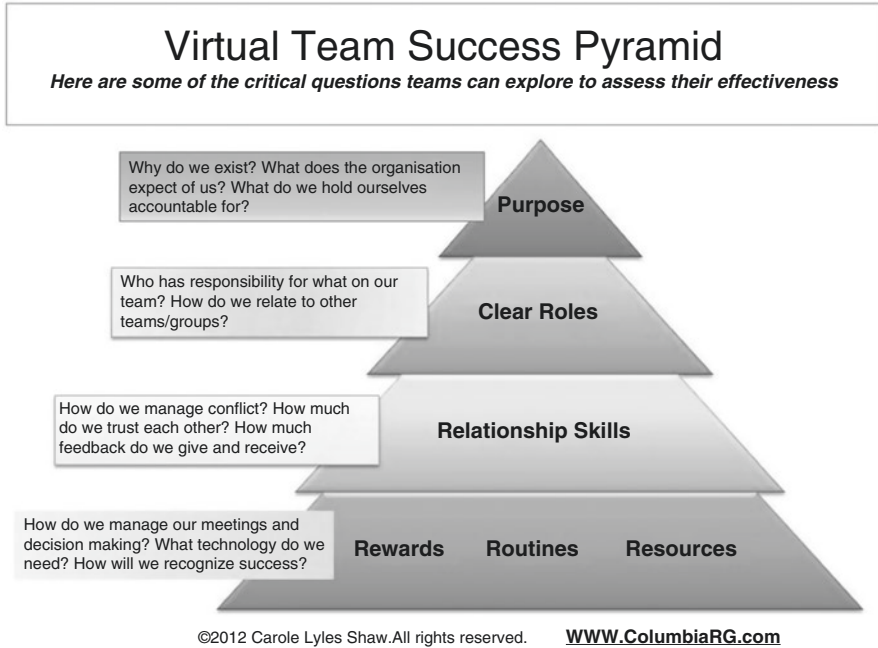 Virtual Team Success Pyramid
Here are some of the critical questions teams can explore to assess their effectiveness
Why do we exist? What does the organisation
expect of us? What do we hold ourselves
accountable for?
Purpose
Who has responsibility for what on our
team? How do we relate to other
teams/groups?
Clear Roles
How do we manage conflict? How much
do we trust each other? How much
feedback do we give and receive?
Relationship Skills
How do we manage our meetings and
decision making? What technology do we
need? How will we recognize success?
Rewards Routines Resources
©2012 Carole Lyles Shaw.All rights reserved. WWW.ColumbiaRG.com